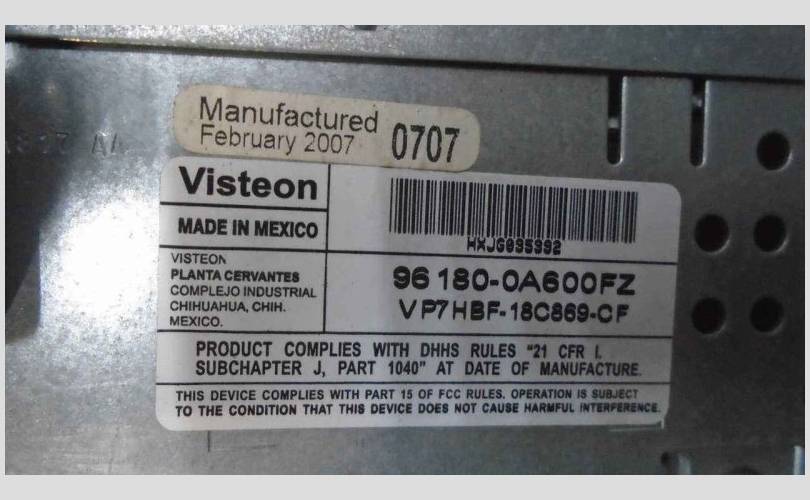 Manufactured
February 2007 0707
Visteon
MADE IN MEXICO
HXJG095392
VISTEON
PLANTA CERVANTES
COMPLEJO INDUSTRIAL
CHIHUAHUA, CHIH.
MEXICO.
96180-0A600FZ
VP7HBF-18C869-CF
PRODUCT COMPLIES WITH DHHS RULES "21 CFR I.
SUBCHAPTER J, PART 1040" AT DATE OF MANUFACTURE.
THIS DEVICE COMPLIES WITH PART 15 OF FCC RULES. OPERATION IS SUBJECT
TO THE CONDITION THAT THIS DEVICE DOES NOT CAUSE HARMFUL INTERFERENCE.